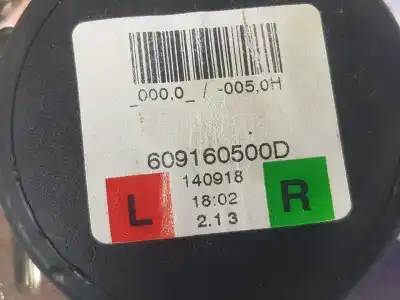 _000,0_ / -005,0H
609160500D
140918
L 18:02 R
2.13